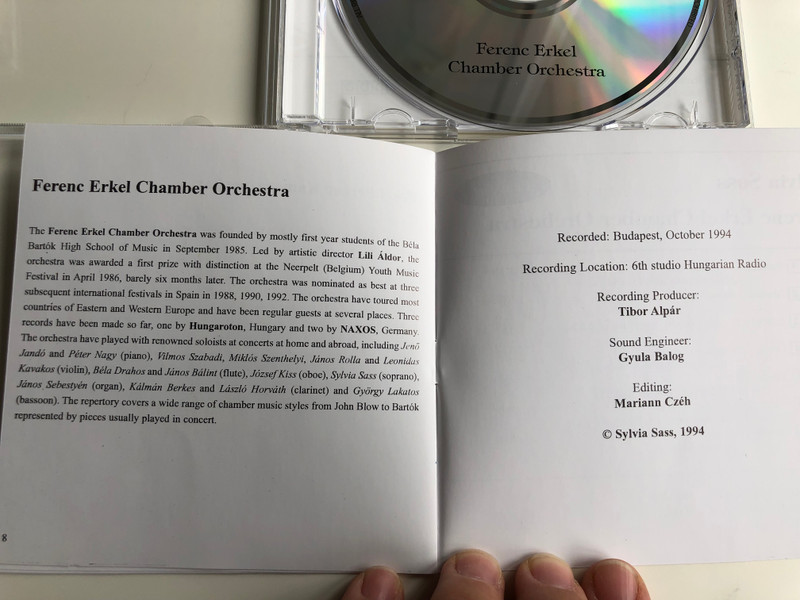 Ferenc Erkel
Chamber Orchestra
Ferenc Erkel Chamber Orchestra
The Ferenc Erkel Chamber Orchestra was founded by mostly first year students of the Béla
Bartók High School of Music in September 1985. Led by artistic director Lili Áldor, the
orchestra was awarded a first prize with distinction at the Neerpelt (Belgium) Youth Music
Festival in April 1986, barely six months later. The orchestra was nominated as best at three
subsequent international festivals in Spain in 1988, 1990, 1992. The orchestra have toured most
countries of Eastern and Western Europe and have been regular guests at several places. Three
records have been made so far, one by Hungaroton, Hungary and two by NAXOS, Germany.
The orchestra have played with renowned soloists at concerts at home and abroad, including Jenő
Jandó and Péter Nagy (piano), Vilmos Szabadi, Miklós Szenthelyi, János Rolla and Leonidas
Kavakos (violin), Béla Drahos and János Bálint (flute), József Kiss (oboe), Sylvia Sass (soprano),
János Sebestyén (organ), Kálmán Berkes and László Horváth (clarinet) and György Lakatos
(bassoon). The repertory covers a wide range of chamber music styles from John Blow to Bartók
represented by pieces usually played in concert.
8
Recorded: Budapest, October 1994
Recording Location: 6th studio Hungarian Radio
Recording Producer:
Tibor Alpár
Sound Engineer:
Gyula Balog
Editing:
Mariann Czéh
© Sylvia Sass, 1994